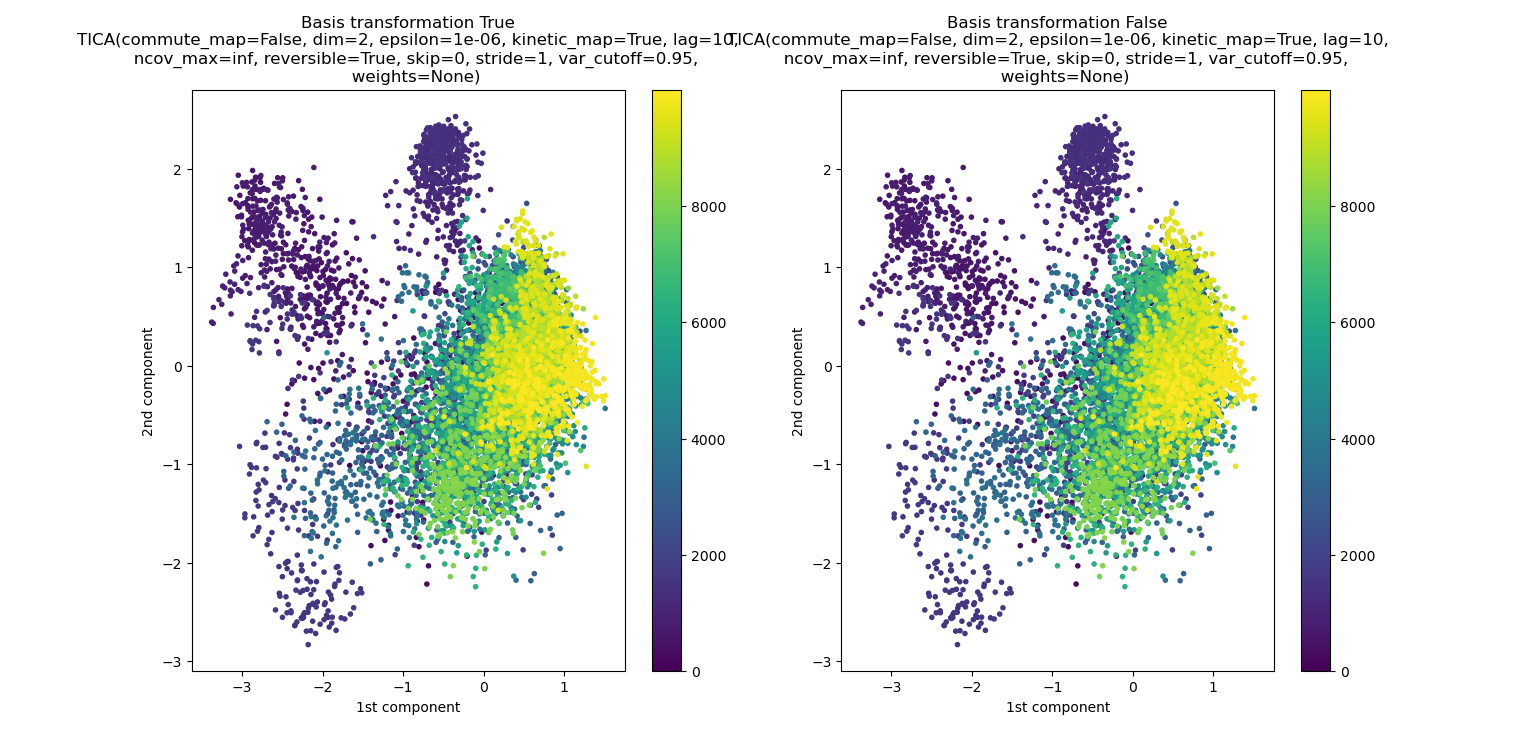 Basis transformation True
TICA(commute_map=False, dim=2, epsilon=1e-06, kinetic_map=True, lag=10,
ncov_max=inf, reversible=True, skip=0, stride=1, var_cutoff=0.95,
weights=None)
2
1
0
−1
−2
−3
2nd component
−3
−2
−1
0
1
1st component
8000
6000
4000
2000
0
Basis transformation False
TICA(commute_map=False, dim=2, epsilon=1e-06, kinetic_map=True, lag=10,
ncov_max=inf, reversible=True, skip=0, stride=1, var_cutoff=0.95,
weights=None)
2
1
0
−1
−2
−3
2nd component
−3
−2
−1
0
1
1st component
8000
6000
4000
2000
0